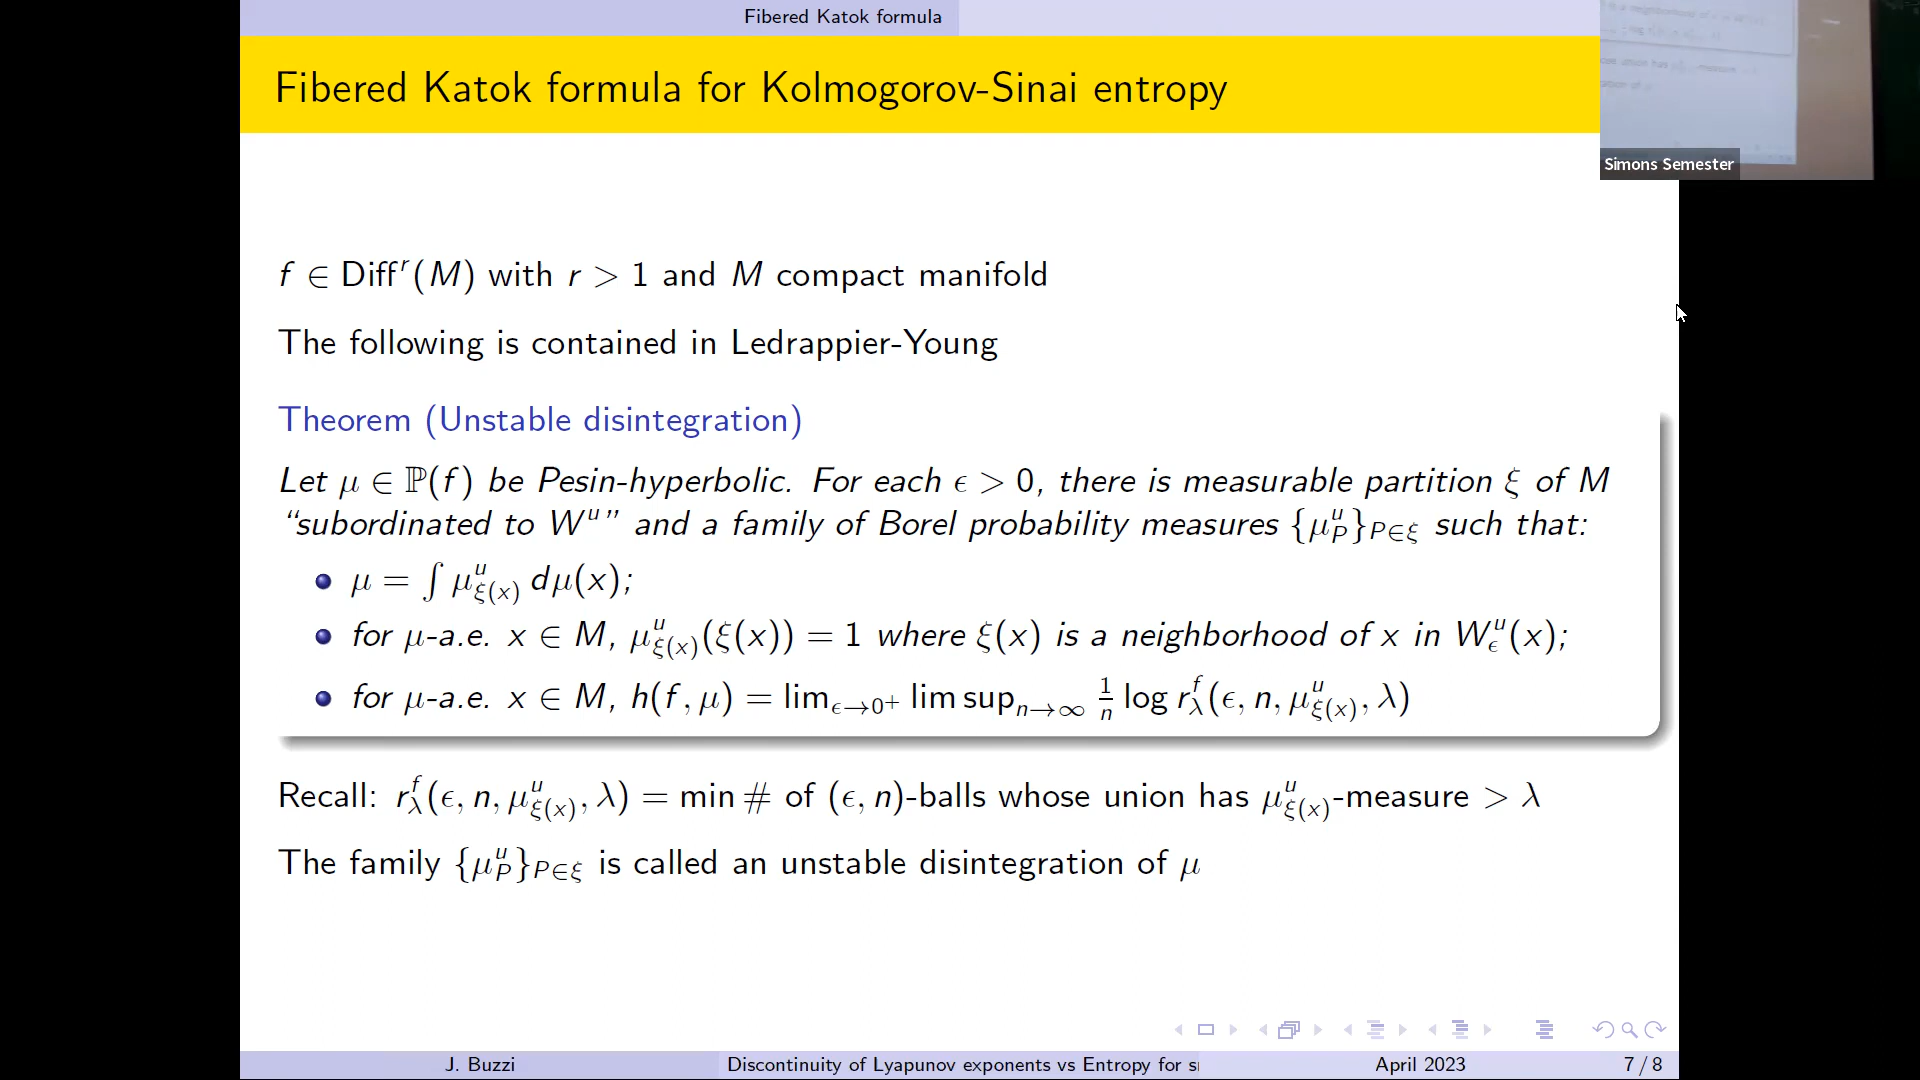 Fibered Katok formula
Fibered Katok formula for Kolmogorov-Sinai entropy
Simons Semester
f ∈ Diff^r(M) with r > 1 and M compact manifold
The following is contained in Ledrappier-Young
Theorem (Unstable disintegration)
Let μ ∈ ℙ(f) be Pesin-hyperbolic. For each ϵ > 0, there is measurable partition ξ of M
“subordinated to W^u” and a family of Borel probability measures {μ^u_P}_{P∈ξ} such that:
μ = ∫ μ^u_{ξ(x)} dμ(x);
for μ-a.e. x ∈ M, μ^u_{ξ(x)}(ξ(x)) = 1 where ξ(x) is a neighborhood of x in W^u_ϵ(x);
for μ-a.e. x ∈ M, h(f, μ) = lim_{ϵ→0^+} lim sup_{n→∞} 1/n log r^f_λ(ϵ, n, μ^u_{ξ(x)}, λ)
Recall: r^f_λ(ϵ, n, μ^u_{ξ(x)}, λ) = min # of (ϵ, n)-balls whose union has μ^u_{ξ(x)}-measure > λ
The family {μ^u_P}_{P∈ξ} is called an unstable disintegration of μ
J. Buzzi
Discontinuity of Lyapunov exponents vs Entropy for s
April 2023
7 / 8